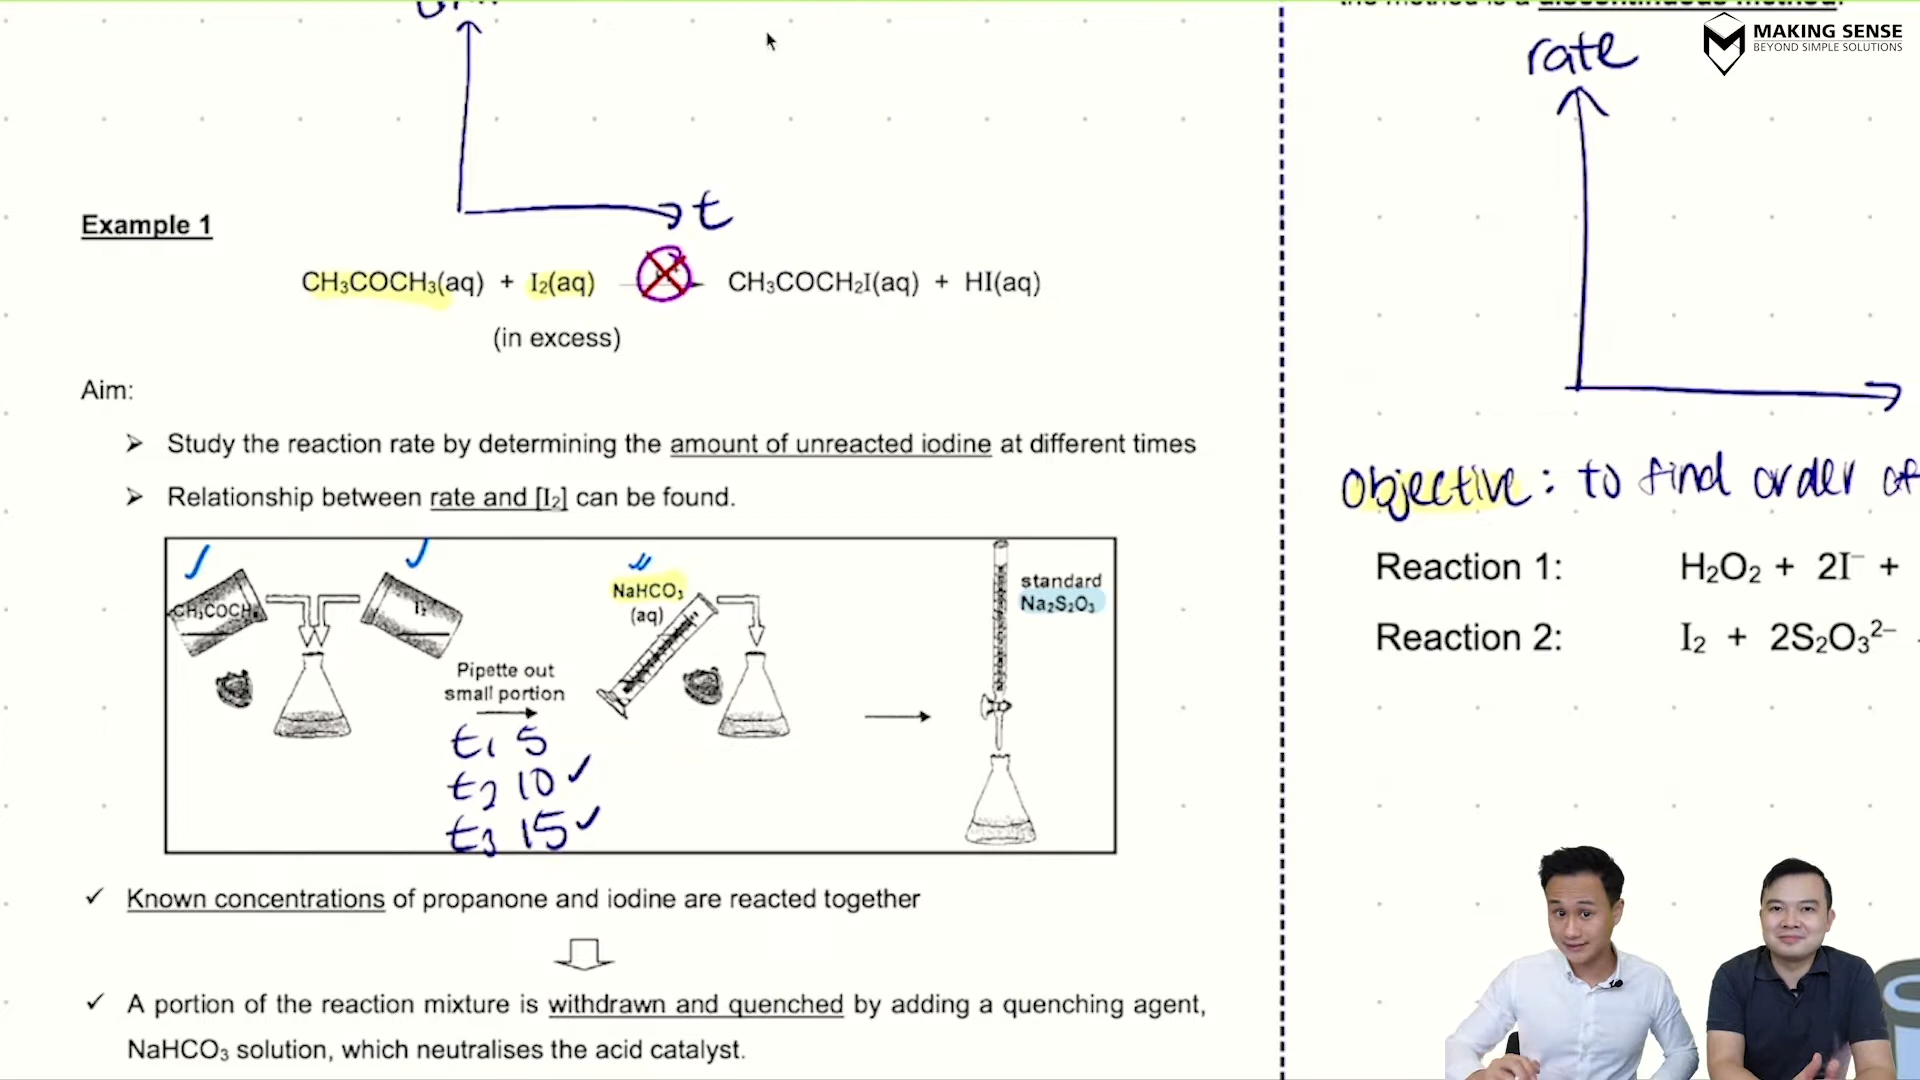 MAKING SENSE
BEYOND SIMPLE SOLUTIONS
t
Example 1
CH₃COCH₃(aq) + I₂(aq) CH₃COCH₂I(aq) + HI(aq)
(in excess)
Aim:
➢ Study the reaction rate by determining the amount of unreacted iodine at different times
➢ Relationship between rate and [I₂] can be found.
CH₃COCH₃
I₂
NaHCO₃
(aq)
standard
Na₂S₂O₃
Pipette out
small portion
t₁ 5
t₂ 10 ✓
t₃ 15 ✓
✓ Known concentrations of propanone and iodine are reacted together
✓ A portion of the reaction mixture is withdrawn and quenched by adding a quenching agent,
NaHCO₃ solution, which neutralises the acid catalyst.
the method is a discontinuous method.
rate
Objective: to find order of
Reaction 1: H₂O₂ + 2I⁻ +
Reaction 2: I₂ + 2S₂O₃²⁻